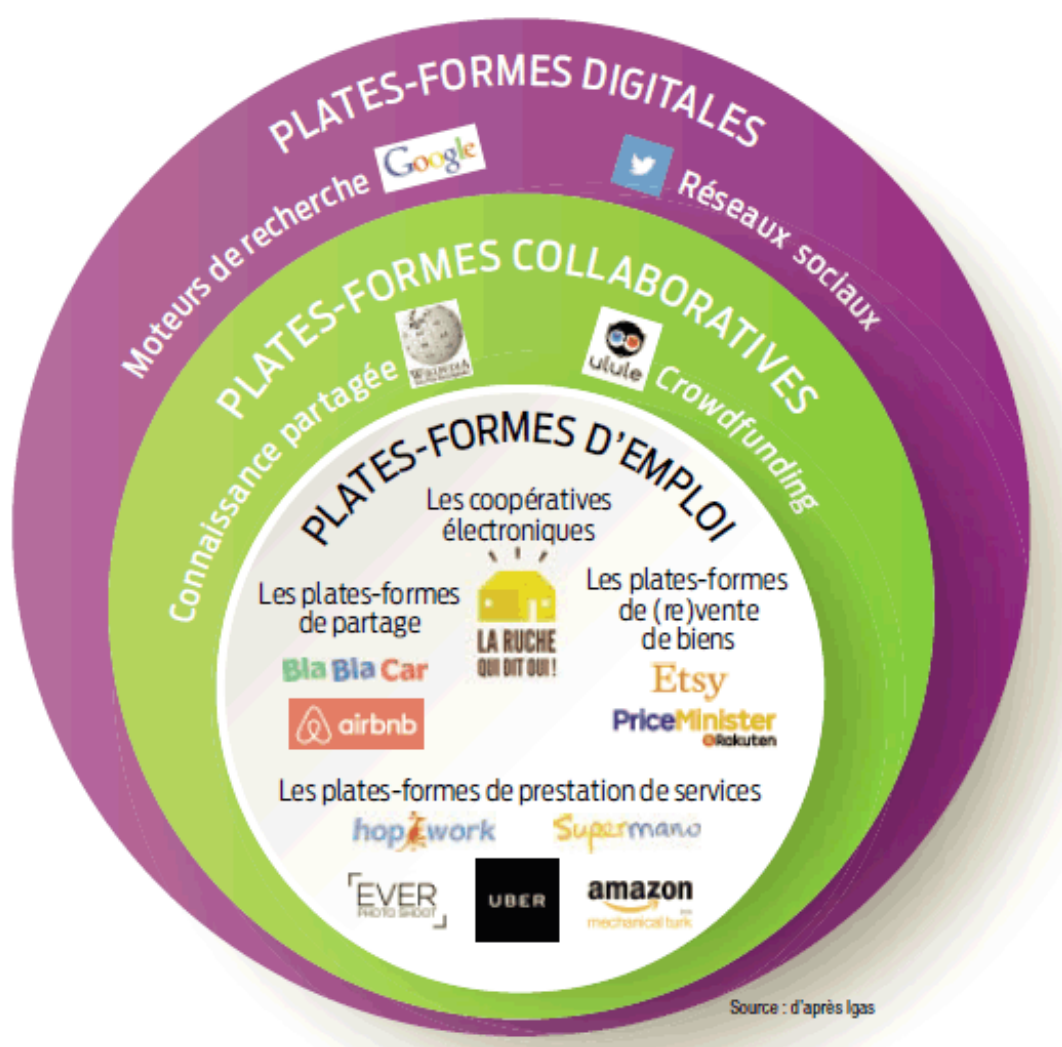 PLATES-FORMES DIGITALES
Moteurs de recherche
Google
Réseaux sociaux
PLATES-FORMES COLLABORATIVES
Connaissance partagée
WIKIPEDIA
ulule
Crowdfunding
PLATES-FORMES D'EMPLOI
Les coopératives
électroniques
LA RUCHE
QUI DIT OUI !
Les plates-formes
de partage
BlaBlaCar
airbnb
Les plates-formes
de (re)vente
de biens
Etsy
PriceMinister
Rakuten
Les plates-formes de prestation de services
hopwork
Supermano
EVER
PHOTO SHOOT
UBER
amazon
mechanical turk
Source : d'après Igas